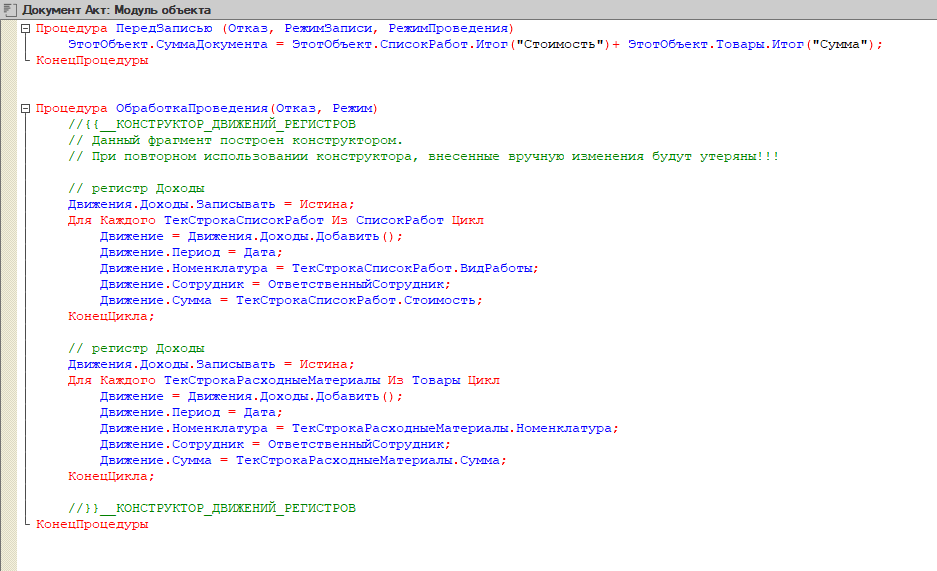 Документ Акт: Модуль объекта
Процедура ПередЗаписью (Отказ, РежимЗаписи, РежимПроведения)
    ЭтотОбъект.СуммаДокумента = ЭтотОбъект.СписокРабот.Итог("Стоимость")+ ЭтотОбъект.Товары.Итог("Сумма");
КонецПроцедуры
Процедура ОбработкаПроведения(Отказ, Режим)
    //{{__КОНСТРУКТОР_ДВИЖЕНИЙ_РЕГИСТРОВ
    // Данный фрагмент построен конструктором.
    // При повторном использовании конструктора, внесенные вручную изменения будут утеряны!!!
    // регистр Доходы
    Движения.Доходы.Записывать = Истина;
    Для Каждого ТекСтрокаСписокРабот Из СписокРабот Цикл
        Движение = Движения.Доходы.Добавить();
        Движение.Период = Дата;
        Движение.Номенклатура = ТекСтрокаСписокРабот.ВидРаботы;
        Движение.Сотрудник = ОтветственныйСотрудник;
        Движение.Сумма = ТекСтрокаСписокРабот.Стоимость;
    КонецЦикла;
    // регистр Доходы
    Движения.Доходы.Записывать = Истина;
    Для Каждого ТекСтрокаРасходныеМатериалы Из Товары Цикл
        Движение = Движения.Доходы.Добавить();
        Движение.Период = Дата;
        Движение.Номенклатура = ТекСтрокаРасходныеМатериалы.Номенклатура;
        Движение.Сотрудник = ОтветственныйСотрудник;
        Движение.Сумма = ТекСтрокаРасходныеМатериалы.Сумма;
    КонецЦикла;
    //}}__КОНСТРУКТОР_ДВИЖЕНИЙ_РЕГИСТРОВ
КонецПроцедуры